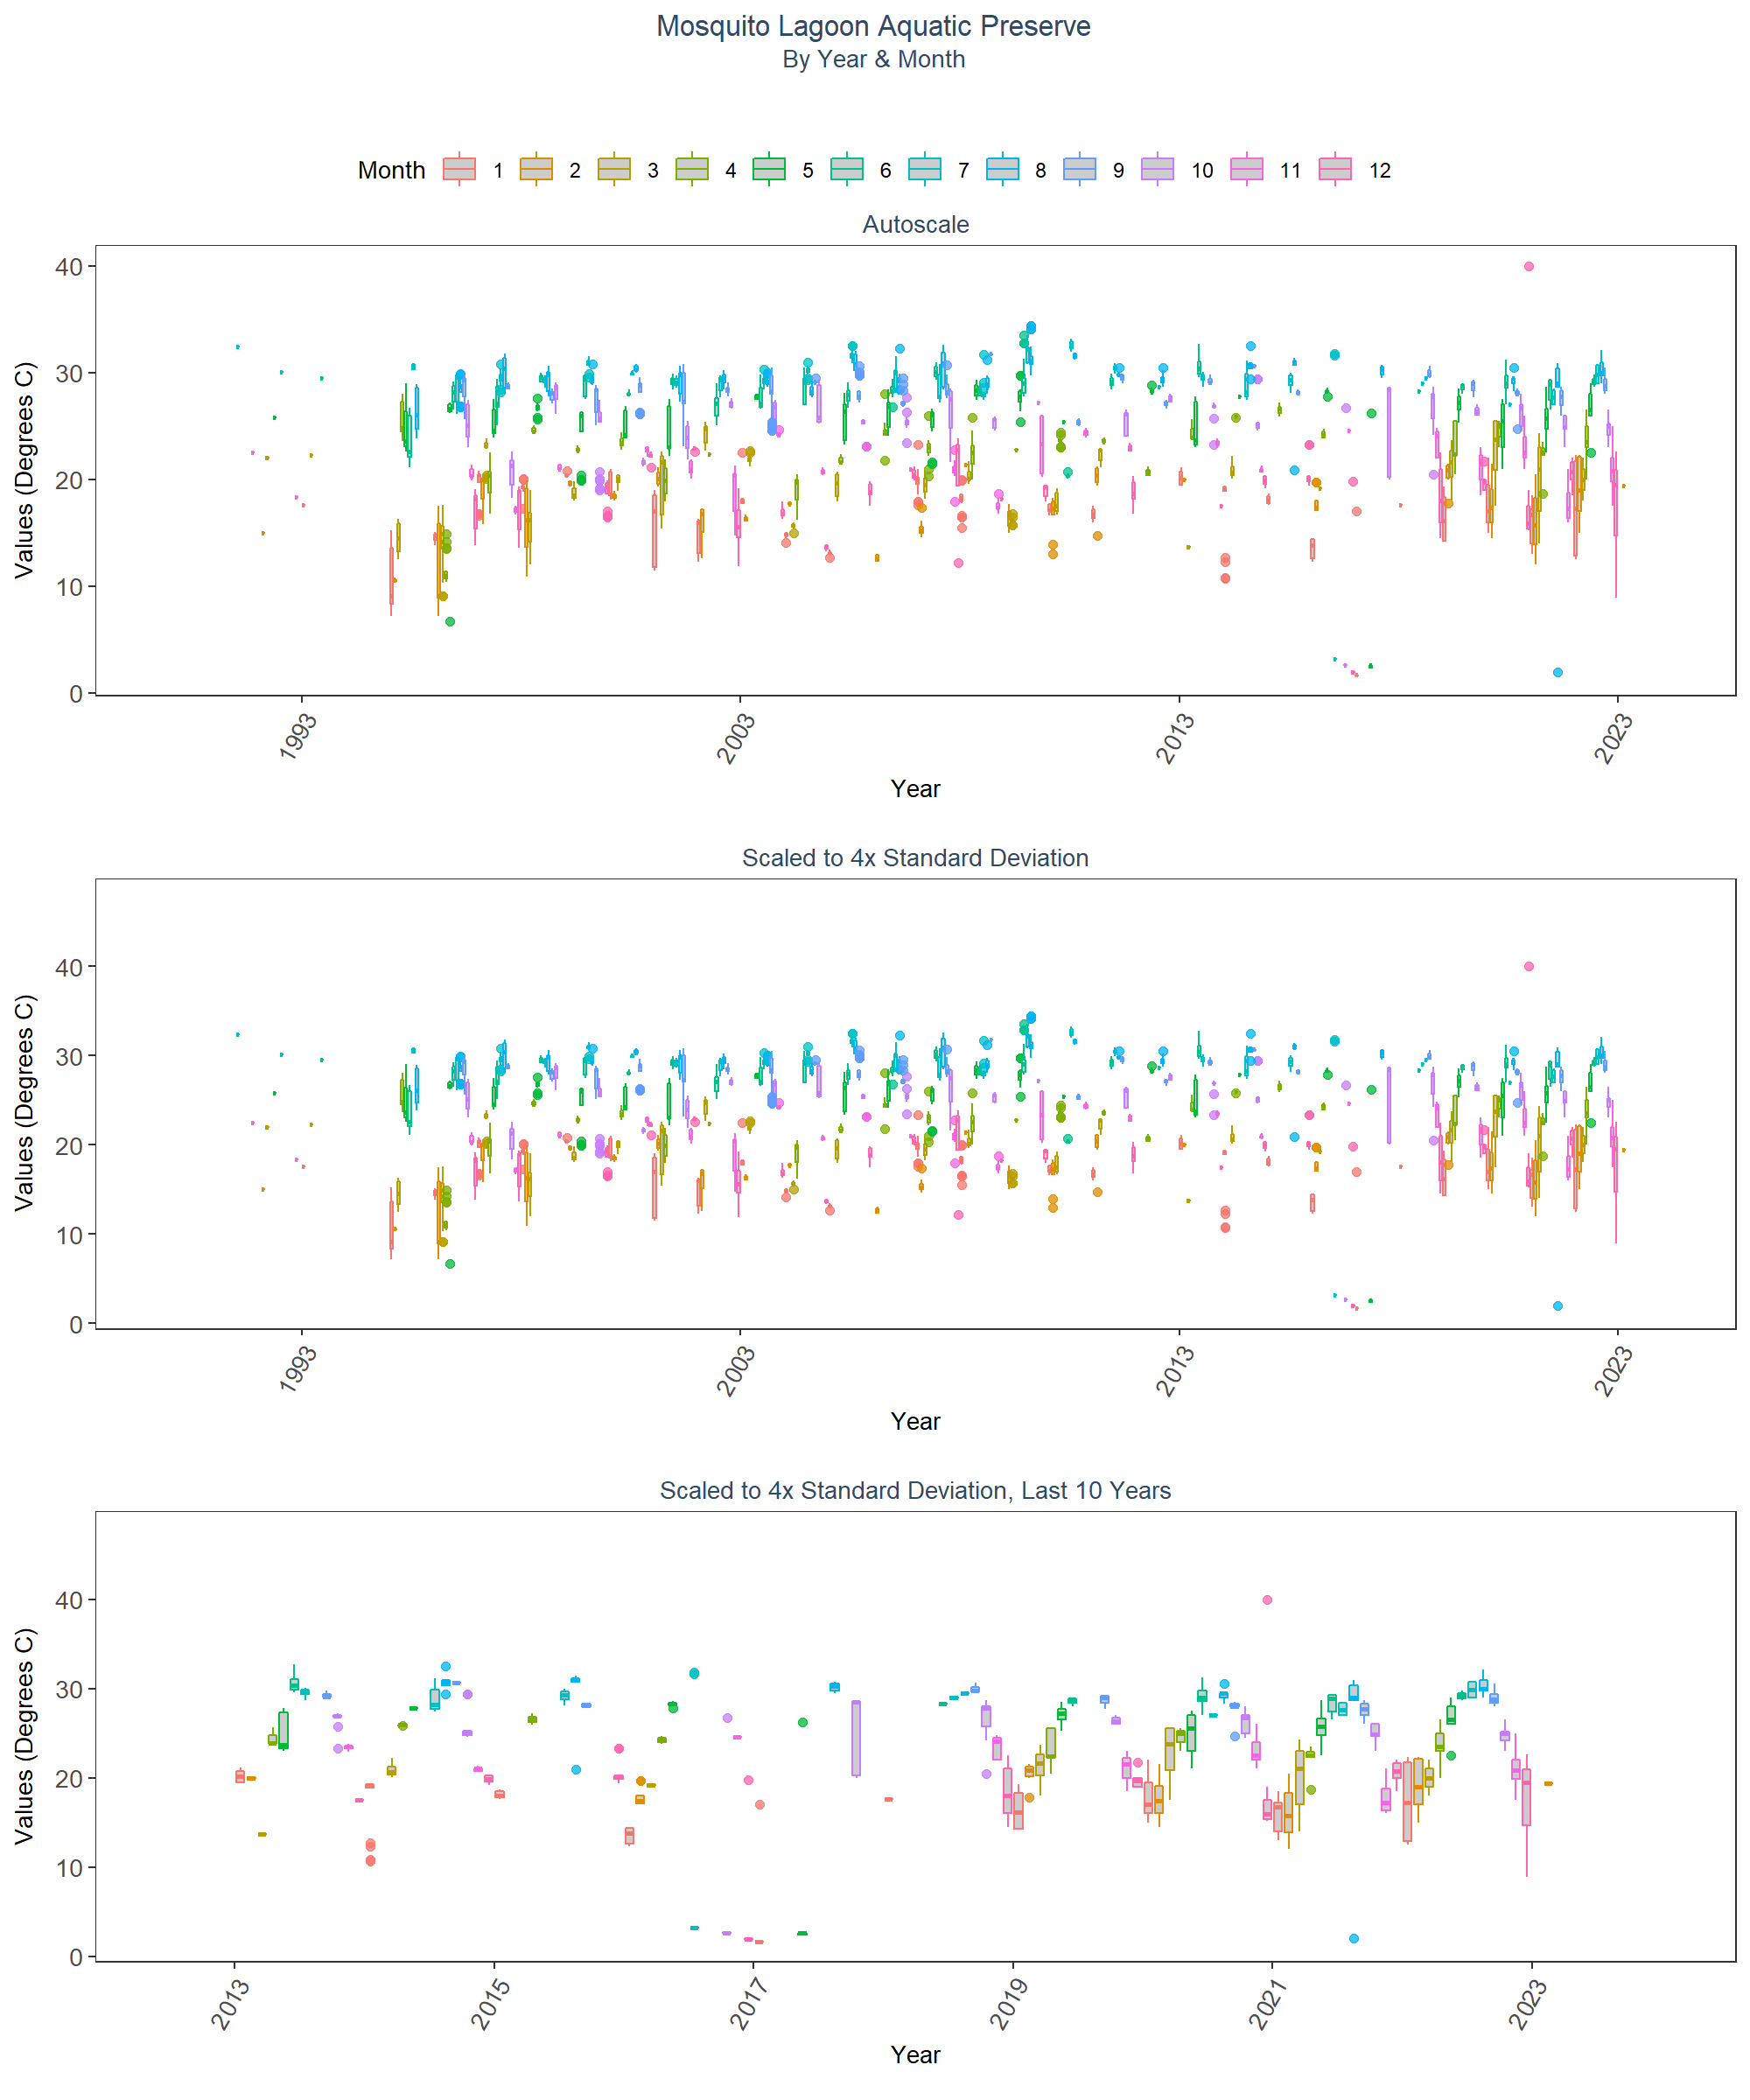 Mosquito Lagoon Aquatic Preserve
By Year & Month
Month 1 2 3 4 5 6 7 8 9 10 11 12
Autoscale
Values (Degrees C)
40
30
20
10
0
1993 2003 2013 2023
Year
Scaled to 4x Standard Deviation
Values (Degrees C)
40
30
20
10
0
1993 2003 2013 2023
Year
Scaled to 4x Standard Deviation, Last 10 Years
Values (Degrees C)
40
30
20
10
0
2013 2015 2017 2019 2021 2023
Year